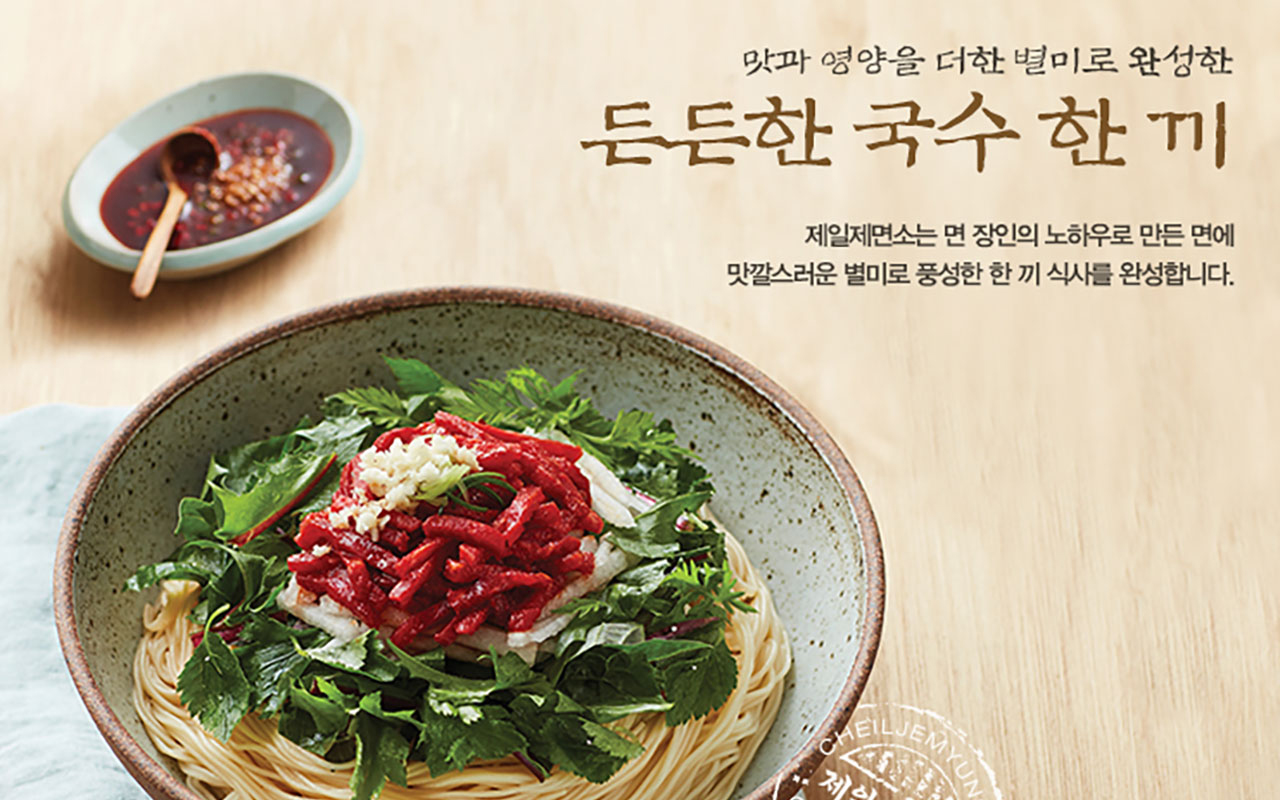 맛과 영양을 더한 별미로 완성한
든든한 국수 한 끼
제일제면소는 면 장인의 노하우로 만든 면에
맛깔스러운 별미로 풍성한 한 끼 식사를 완성합니다.
CHEILJEMYUN
제일